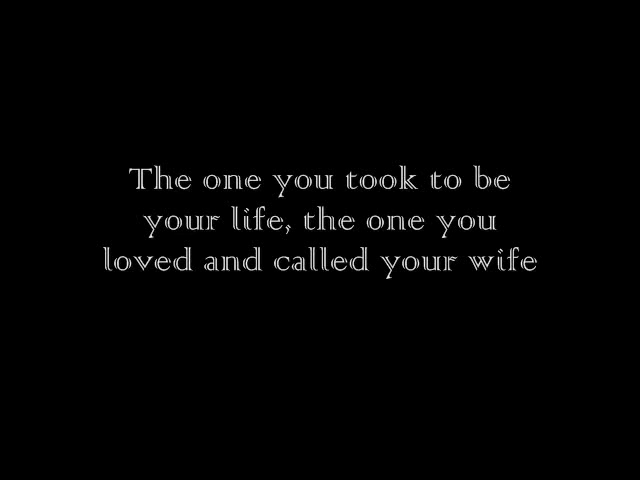 The one you took to be
your life, the one you
loved and called your wife